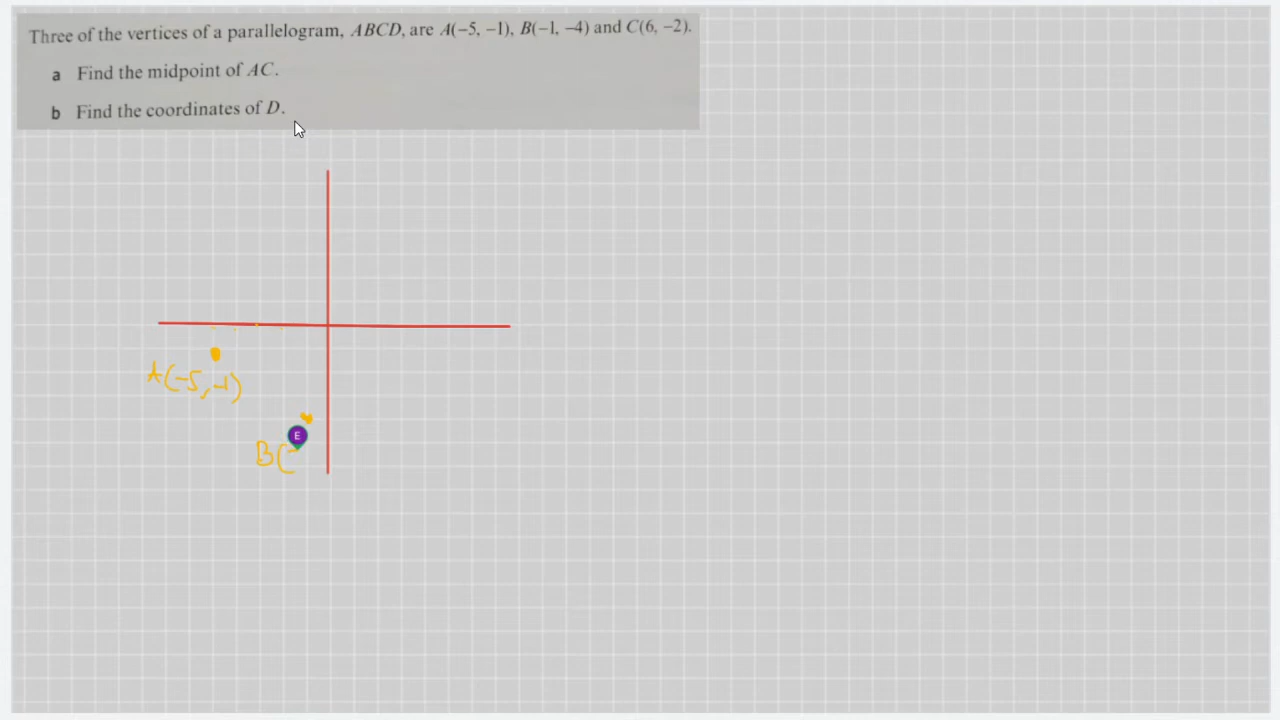 Three of the vertices of a parallelogram, ABCD, are A(−5, −1), B(−1, −4) and C(6, −2).
a Find the midpoint of AC.
b Find the coordinates of D.
A(−5, −1)
E
B(−